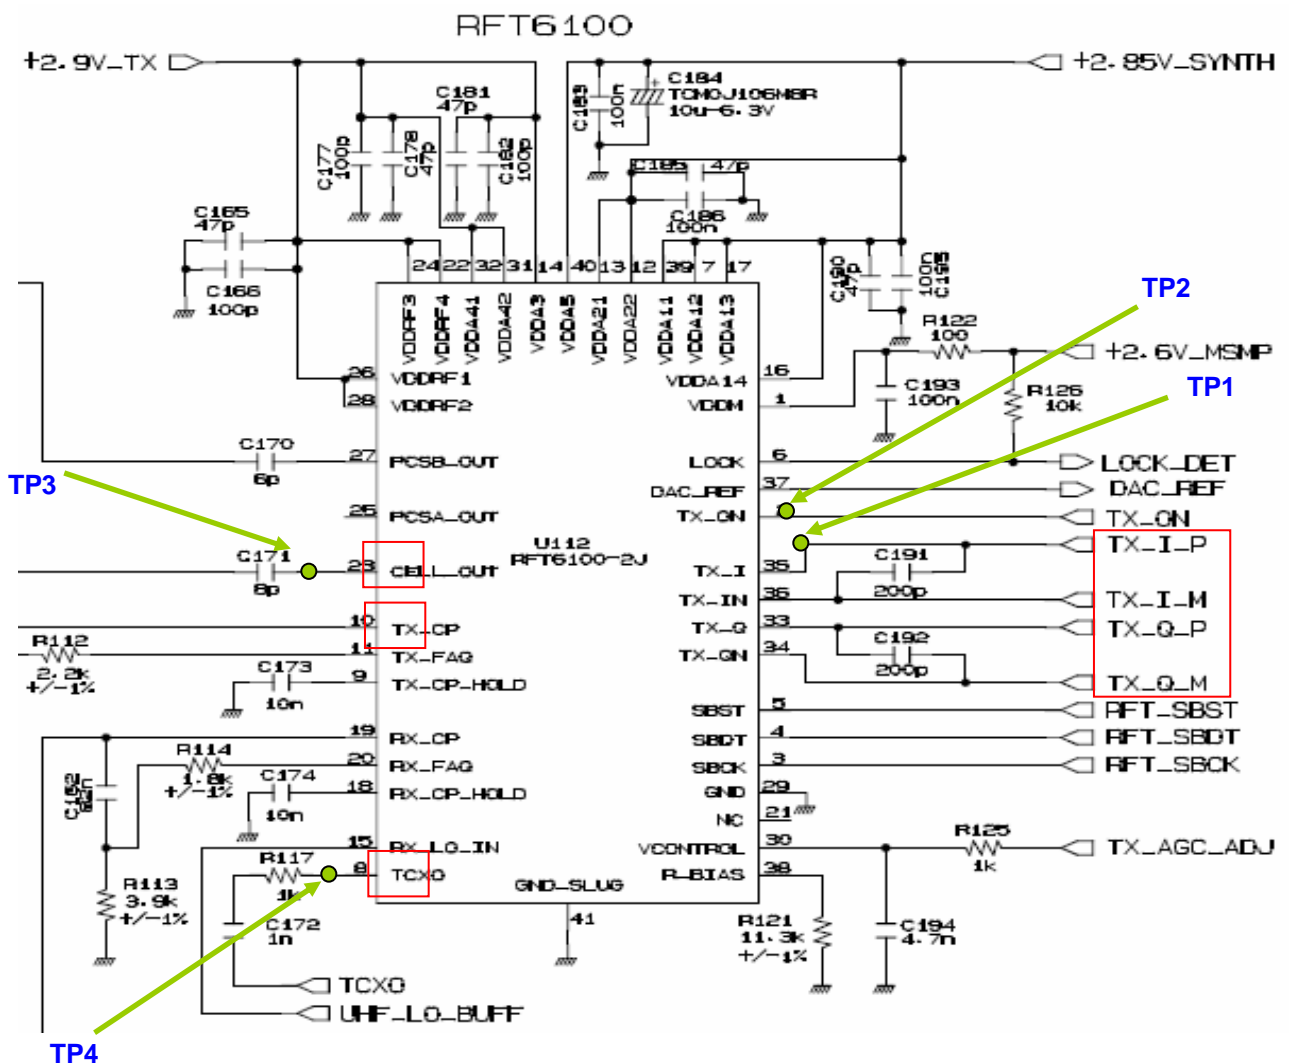 RFT6100
+2.9V_TX
+2.85V_SYNTH
C181
47p
C183
100n
C184
TCMOJ106M8R
10u-6.3V
C177
100p
C178
47p
C182
100p
C185
47p
C186
100n
C165
47p
C166
100p
24 22 32 31 14 40 13 12 39 7 17
VDDRF3
VDDRF4
VDDA41
VDDA42
VDDA3
VDDA5
VDDA21
VDDA22
VDDA11
VDDA12
VDDA13
C190
47p
100n
C195
TP2
R122
100
+2.6V_MSMP
26
VDDRF1
VDDA14
16
28
VDDRF2
VDDM
1
C193
100n
R126
10k
TP1
C170
6p
27
PCSB_OUT
LOCK
6
LOCK_DET
TP3
DAC_REF
37
DAC_REF
25
PCSA_OUT
TX_ON
TX_ON
U112
RFT6100-2J
C171
8p
23
CELL_OUT
TX_I
35
C191
200p
TX_I_P
TX_IN
36
TX_I_M
10
TX_CP
TX_Q
33
TX_Q_P
R112
2.2k
+/-1%
11
TX_FAQ
TX_QN
34
C192
200p
C173
10n
9
TX_CP_HOLD
TX_Q_M
SBST
5
RFT_SBST
19
RX_CP
SBDT
4
RFT_SBDT
R114
1.8k
+/-1%
20
RX_FAQ
SBCK
3
RFT_SBCK
C174
10n
18
RX_CP_HOLD
GND
29
NC
21
15
RX_LO_IN
VCONTROL
30
R125
1k
TX_AGC_ADJ
R117
1k
8
TCXO
R_BIAS
38
R113
3.9k
+/-1%
GND_SLUG
41
C172
1n
R121
11.3k
+/-1%
C194
4.7n
TCXO
UHF_LO_BUFF
TP4